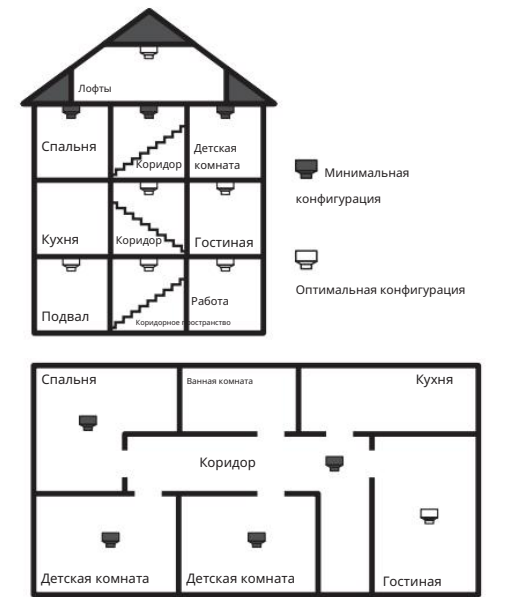 Лофты
Спальня
Коридор
Детская
комната
Минимальная
конфигурация
Кухня
Коридор
Гостиная
Оптимальная конфигурация
Подвал
Работа
Коридорное пространство
Спальня
Ванная комната
Кухня
Коридор
Детская комната
Детская комната
Гостиная